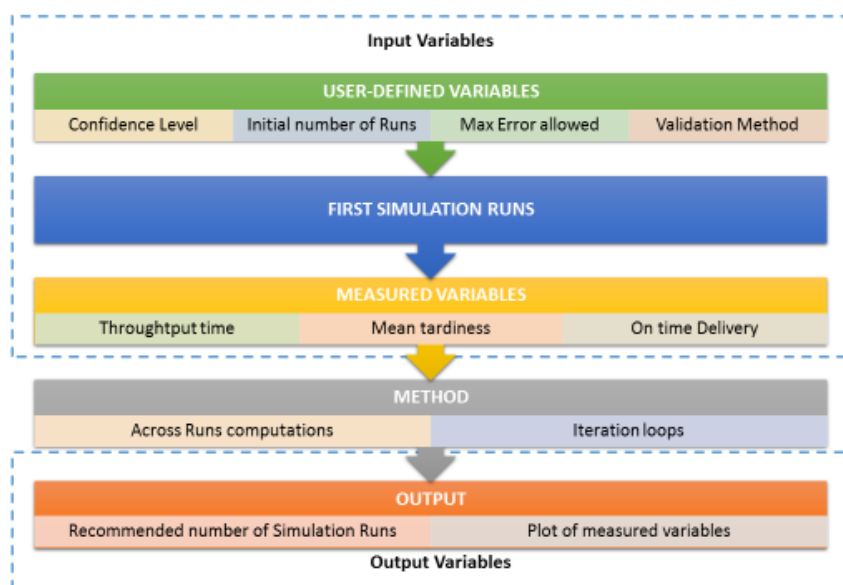 Input Variables
USER-DEFINED VARIABLES
Confidence Level Initial number of Runs Max Error allowed Validation Method
FIRST SIMULATION RUNS
MEASURED VARIABLES
Throughtput time Mean tardiness On time Delivery
METHOD
Across Runs computations Iteration loops
OUTPUT
Recommended number of Simulation Runs Plot of measured variables
Output Variables